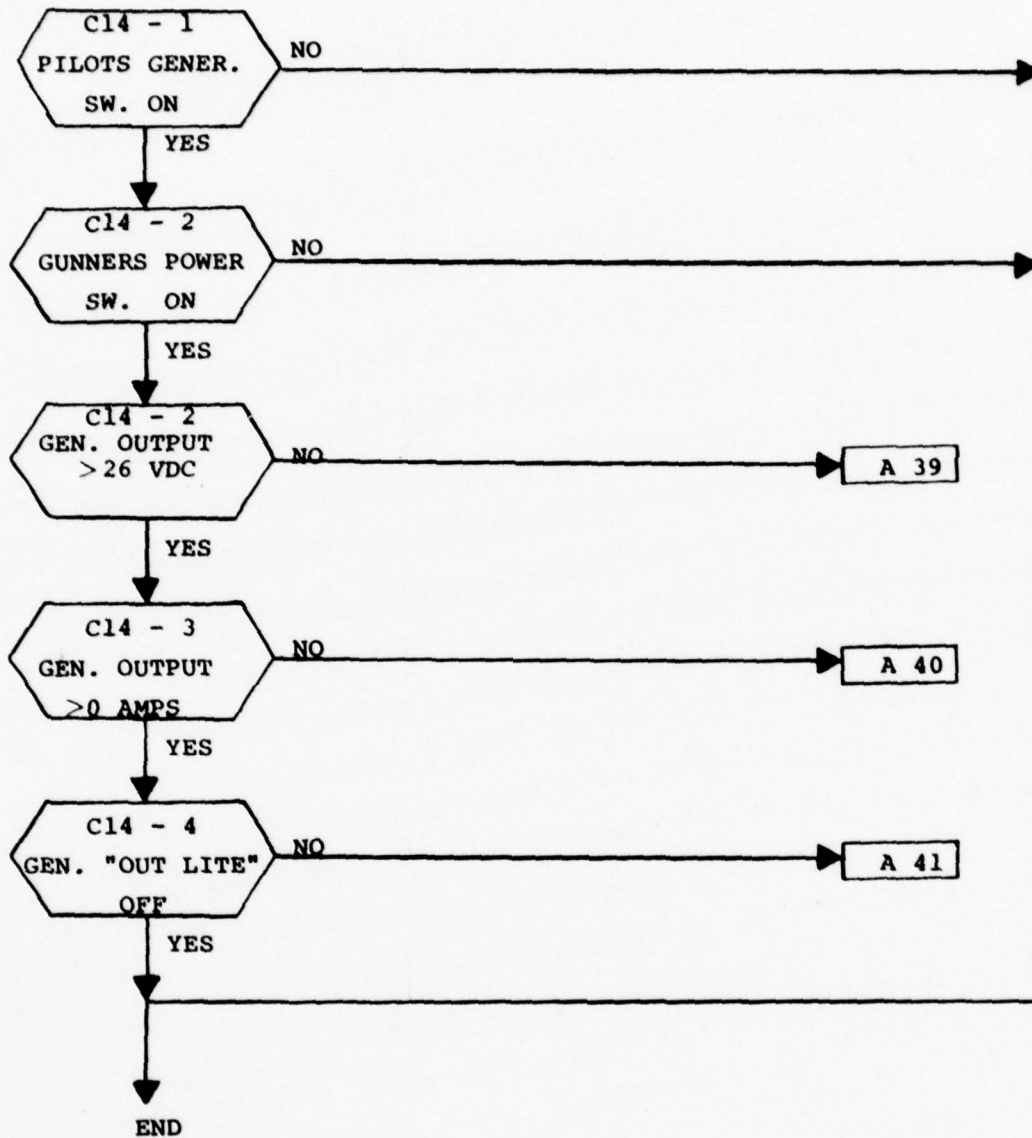 C14 - 1
PILOTS GENER.
SW. ON
NO
YES
C14 - 2
GUNNERS POWER
SW. ON
NO
YES
C14 - 2
GEN. OUTPUT
>26 VDC
NO
A 39
YES
C14 - 3
GEN. OUTPUT
>0 AMPS
NO
A 40
YES
C14 - 4
GEN. "OUT LITE"
OFF
NO
A 41
YES
END